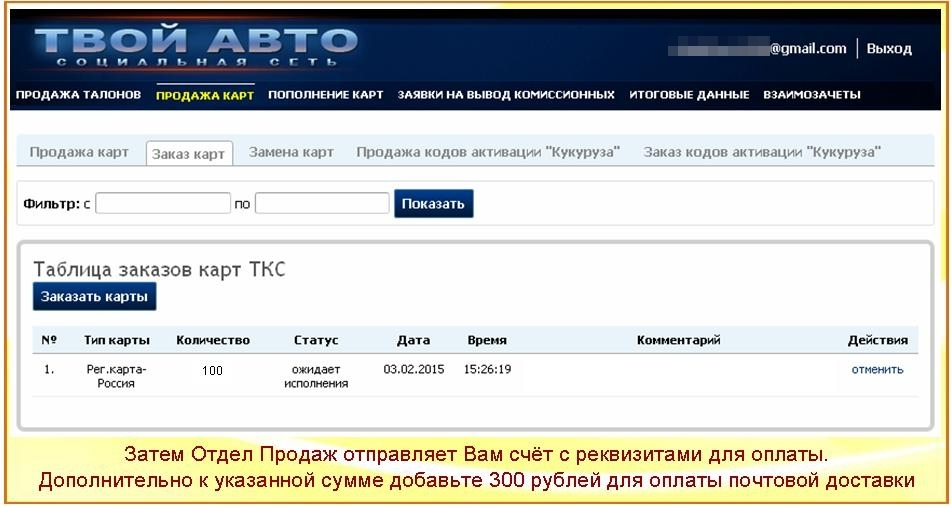 ТВОЙ АВТО
СОЦИАЛЬНАЯ СЕТЬ
@gmail.com | Выход
ПРОДАЖА ТАЛОНОВ ПРОДАЖА КАРТ ПОПОЛНЕНИЕ КАРТ ЗАЯВКИ НА ВЫВОД КОМИССИОННЫХ ИТОГОВЫЕ ДАННЫЕ ВЗАИМОЗАЧЕТЫ
Продажа карт Заказ карт Замена карт Продажа кодов активации "Кукуруза" Заказ кодов активации "Кукуруза"
Фильтр: с по Показать
Таблица заказов карт ТКС
Заказать карты
№ Тип карты Количество Статус Дата Время Комментарий Действия
1. Рег.карта- 100 ожидает 03.02.2015 15:26:19 отменить
Россия исполнения
Затем Отдел Продаж отправляет Вам счёт с реквизитами для оплаты.
Дополнительно к указанной сумме добавьте 300 рублей для оплаты почтовой доставки